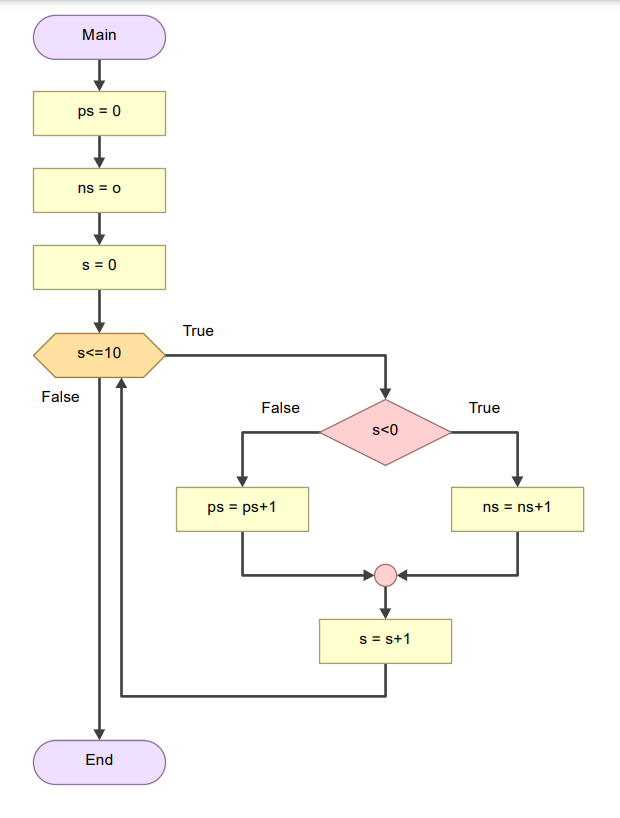 Main
ps = 0
ns = o
s = 0
s<=10
True
False
s<0
False
True
ps = ps+1
ns = ns+1
s = s+1
End